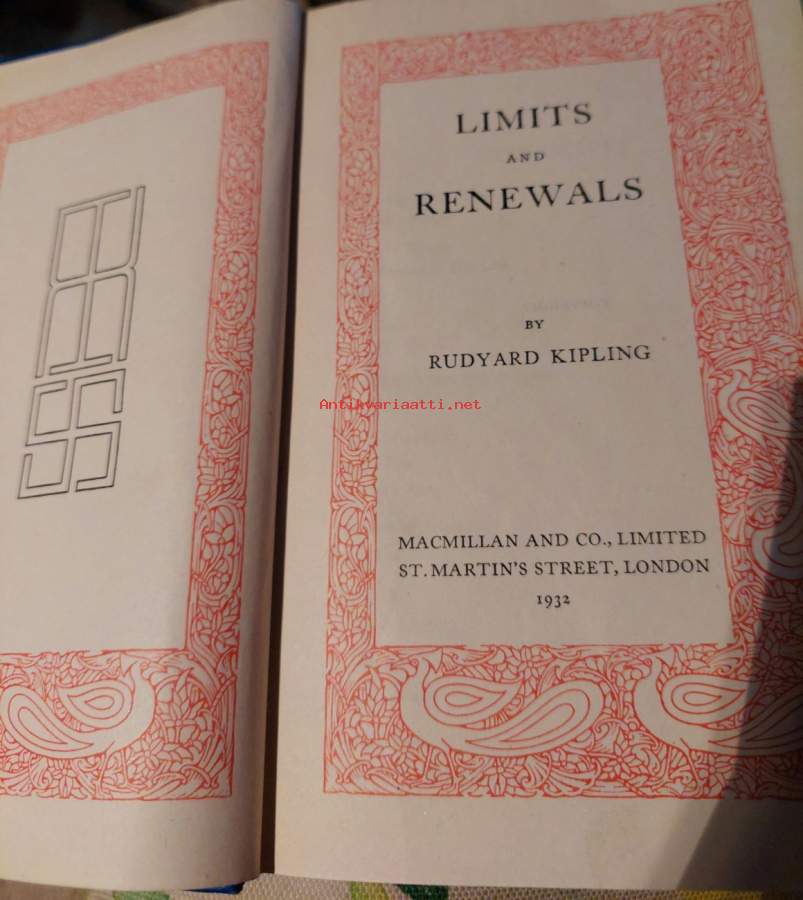 LIMITS
AND
RENEWALS
BY
RUDYARD KIPLING
Antikvariaatti.net
MACMILLAN AND CO., LIMITED
ST. MARTIN'S STREET, LONDON
1932